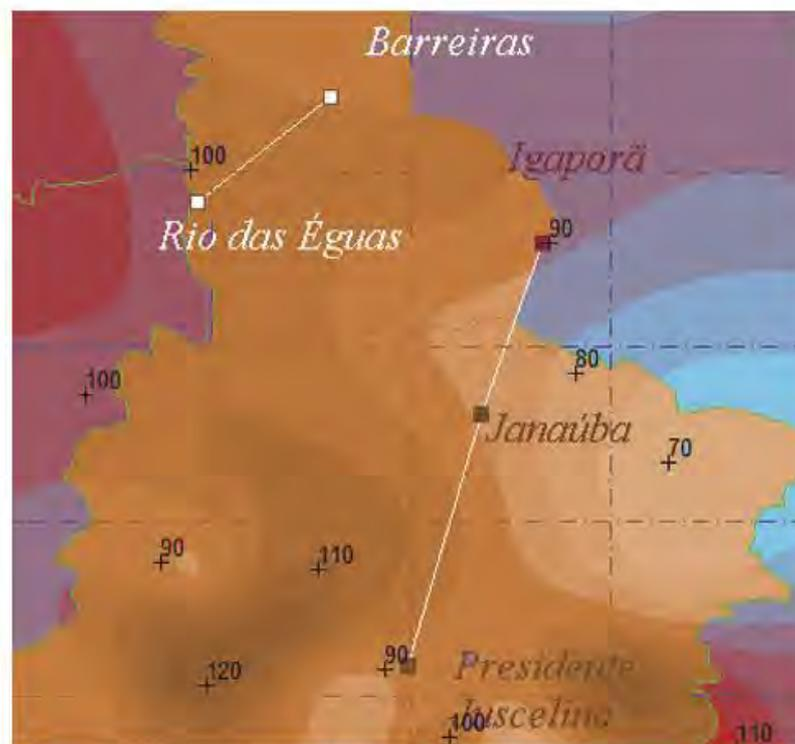 Barreiras
Igaporã
100
Rio das Éguas
90
80
100
Janaúba
70
90
110
90
Presidente
120
Juscelino
100
110